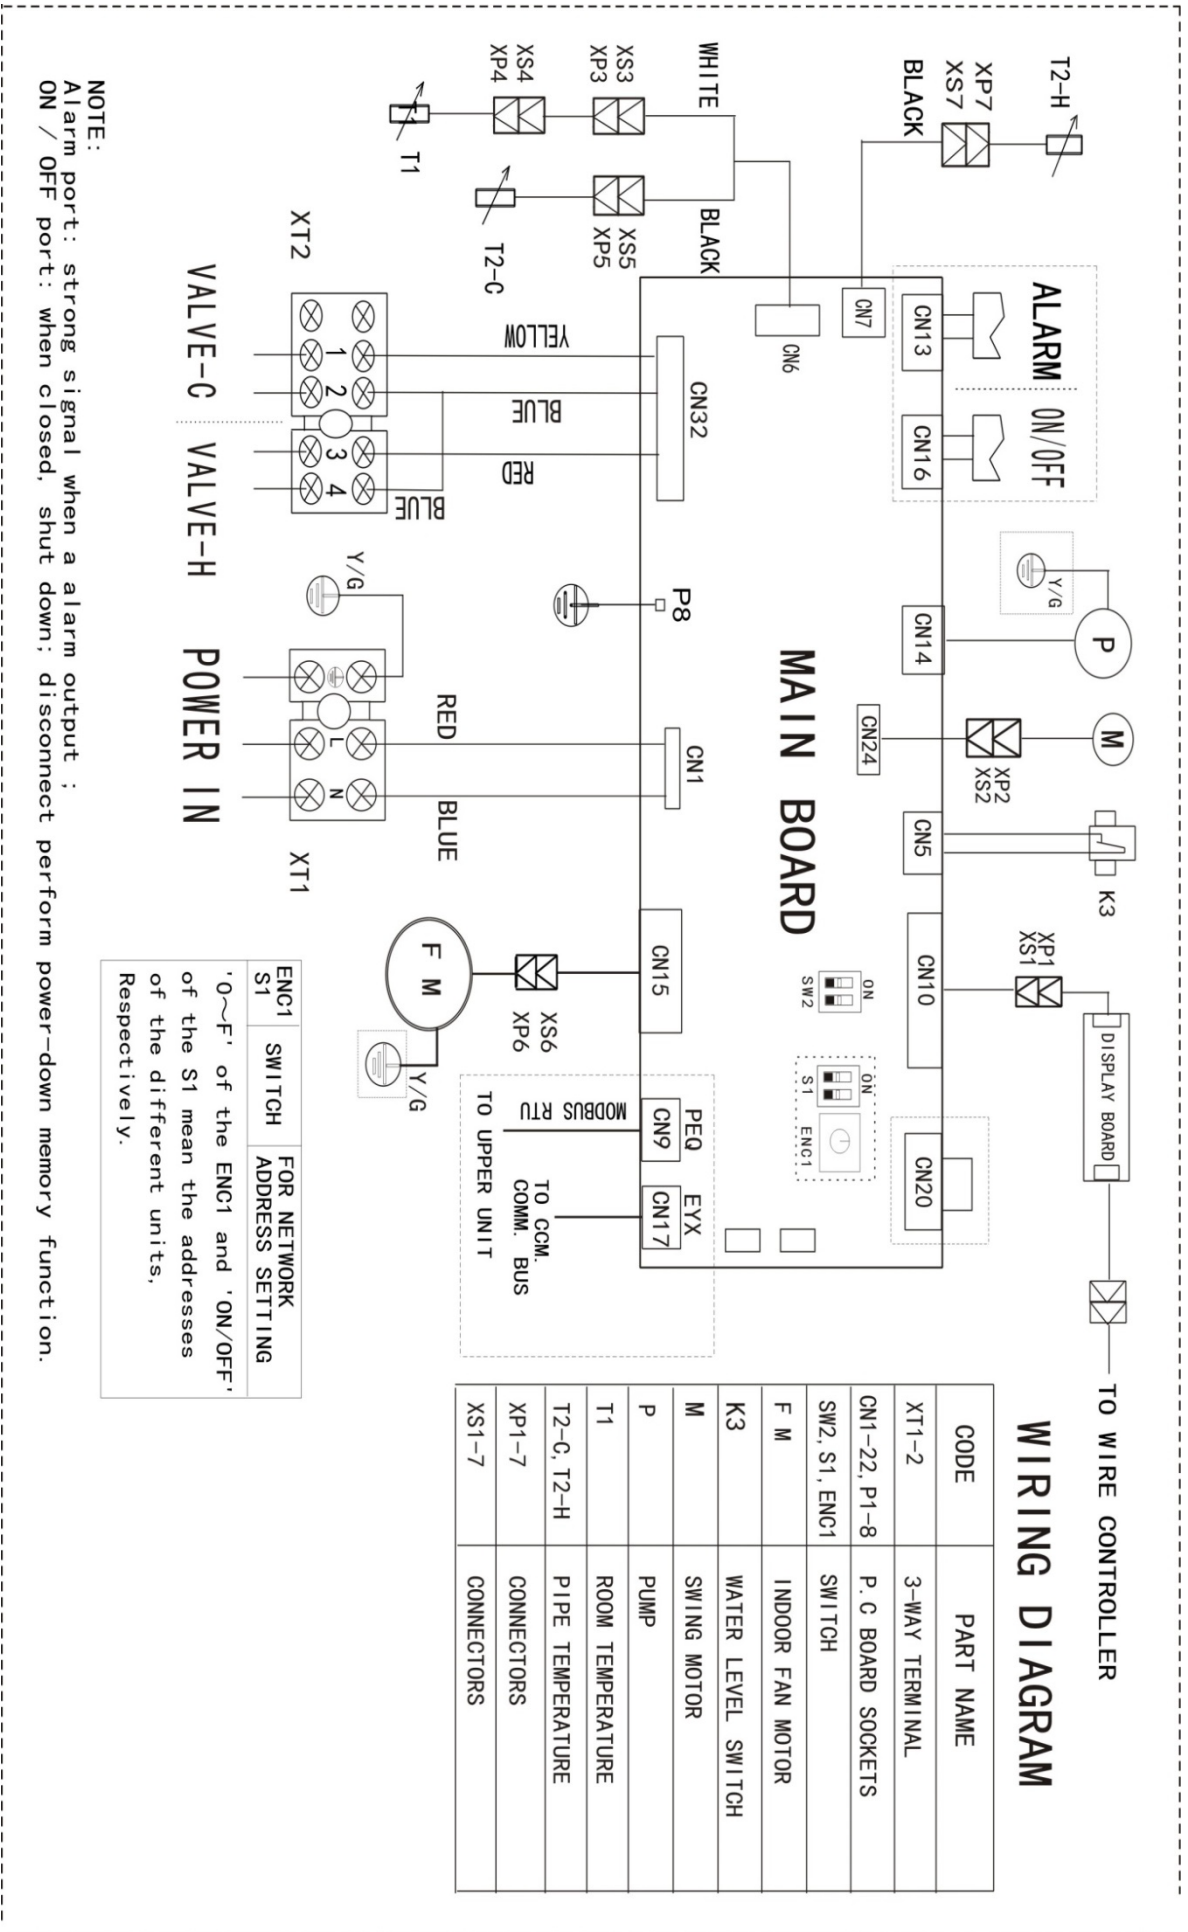 WIRING DIAGRAM
TO WIRE CONTROLLER
T2-H
XP7
XS7
BLACK
ALARM
ON/OFF
Y/G
P
M
XP2
XS2
K3
XP1
XS1
DISPLAY BOARD
CN7
CN13
CN16
CN14
CN24
CN5
CN10
CN20
CN6
MAIN BOARD
ON
SW2
ON
S1
ENC1
WHITE
BLACK
XS3
XP3
XS4
XP4
XS5
XP5
T1
T1
T2-C
CN32
P8
CN1
CN15
PEQ
CN9
EYX
CN17
YELLOW
BLUE
RED
BLUE
RED
BLUE
XS6
XP6
F M
Y/G
MODBUS RTU
TO CCM.
COMM. BUS
TO UPPER UNIT
XT2
1 2 3 4
VALVE-C
VALVE-H
Y/G
L
N
XT1
POWER IN
CODE PART NAME
XT1-2 3-WAY TERMINAL
CN1-22, P1-8 P.C BOARD SOCKETS
SW2, S1, ENC1 SWITCH
F M INDOOR FAN MOTOR
K3 WATER LEVEL SWITCH
M SWING MOTOR
P PUMP
T1 ROOM TEMPERATURE
T2-C, T2-H PIPE TEMPERATURE
XP1-7 CONNECTORS
XS1-7 CONNECTORS
ENC1
S1
SWITCH
FOR NETWORK
ADDRESS SETTING
'0~F' of the ENC1 and 'ON/OFF'
of the S1 mean the addresses
of the different units,
Respectively.
NOTE:
Alarm port: strong signal when a alarm output ;
ON / OFF port: when closed, shut down; disconnect perform power-down memory function.